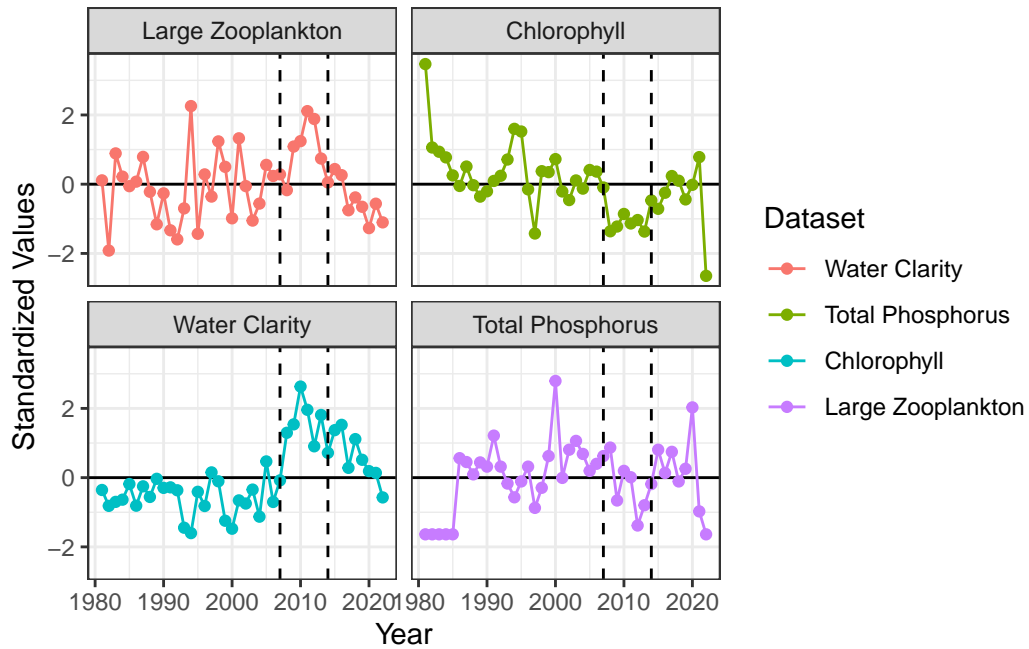 Large Zooplankton
Chlorophyll
2
0
−2
Water Clarity
Total Phosphorus
2
0
−2
1980 1990 2000 2010 2020
1980 1990 2000 2010 2020
Year
Standardized Values
Dataset
Water Clarity
Total Phosphorus
Chlorophyll
Large Zooplankton